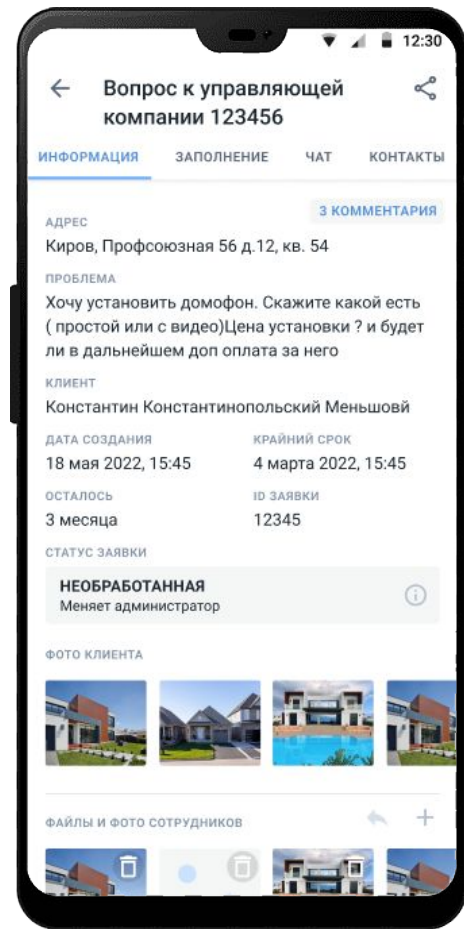 12:30
Вопрос к управляющей
компании 123456
ИНФОРМАЦИЯ ЗАПОЛНЕНИЕ ЧАТ КОНТАКТЫ
3 КОММЕНТАРИЯ
АДРЕС
Киров, Профсоюзная 56 д.12, кв. 54
ПРОБЛЕМА
Хочу установить домофон. Скажите какой есть
( простой или с видео)Цена установки ? и будет
ли в дальнейшем доп оплата за него
КЛИЕНТ
Константин Константинопольский Меньшовй
ДАТА СОЗДАНИЯ КРАЙНИЙ СРОК
18 мая 2022, 15:45 4 марта 2022, 15:45
ОСТАЛОСЬ ID ЗАЯВКИ
3 месяца 12345
СТАТУС ЗАЯВКИ
НЕОБРАБОТАННАЯ
Меняет администратор
ФОТО КЛИЕНТА
ФАЙЛЫ И ФОТО СОТРУДНИКОВ